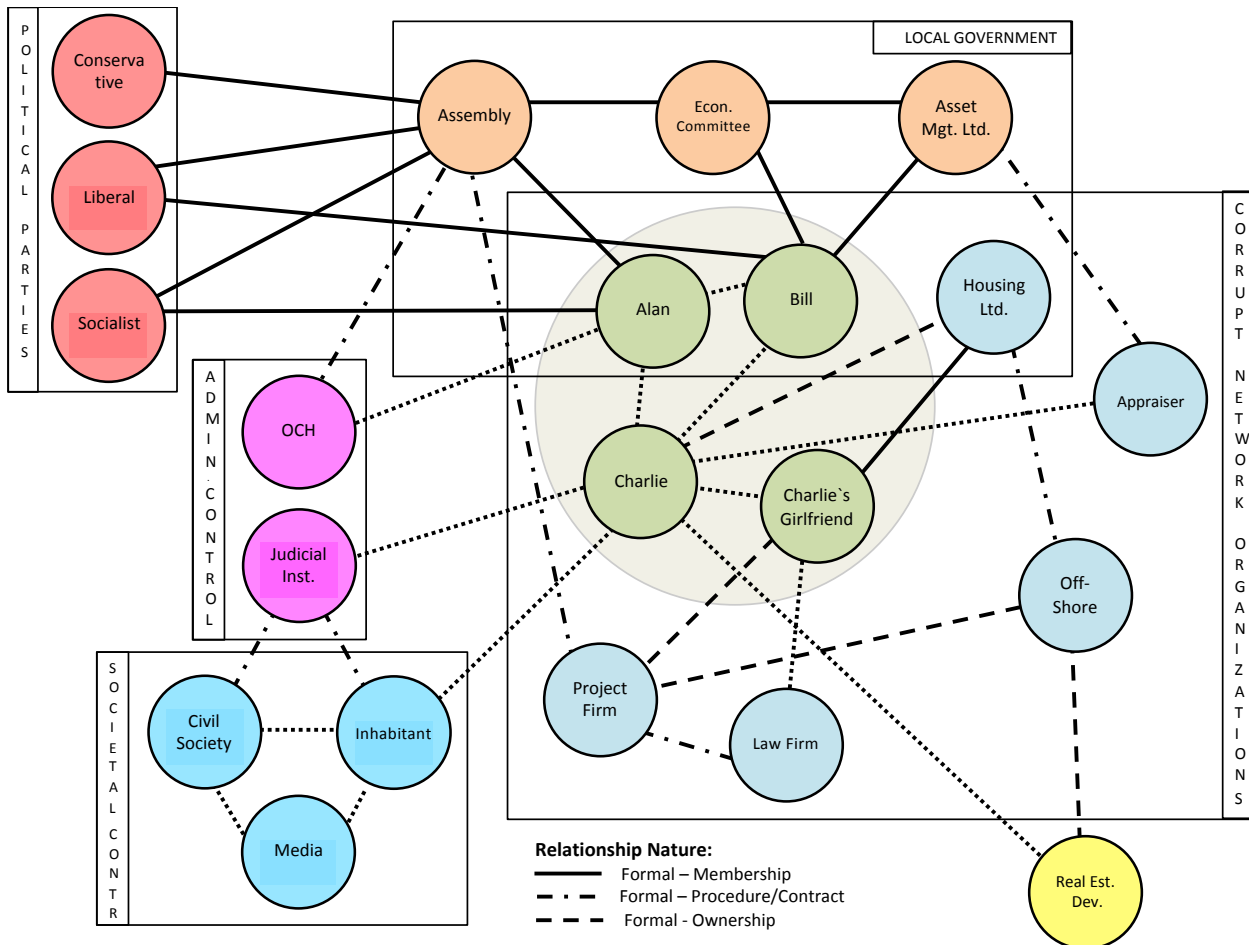 POLITICAL PARTIES
Conserva
tive
Liberal
Socialist
LOCAL GOVERNMENT
Assembly
Econ.
Committee
Asset
Mgt. Ltd.
CORRUPT NETWORK ORGANIZATIONS
Alan
Bill
Housing
Ltd.
Appraiser
ADMIN.CONTROL
OCH
Judicial
Inst.
Charlie
Charlie`s
Girlfriend
Off-
Shore
SOCIETAL CONTR
Civil
Society
Inhabitant
Media
Project
Firm
Law Firm
Real Est.
Dev.
Relationship Nature:
Formal – Membership
Formal – Procedure/Contract
Formal - Ownership